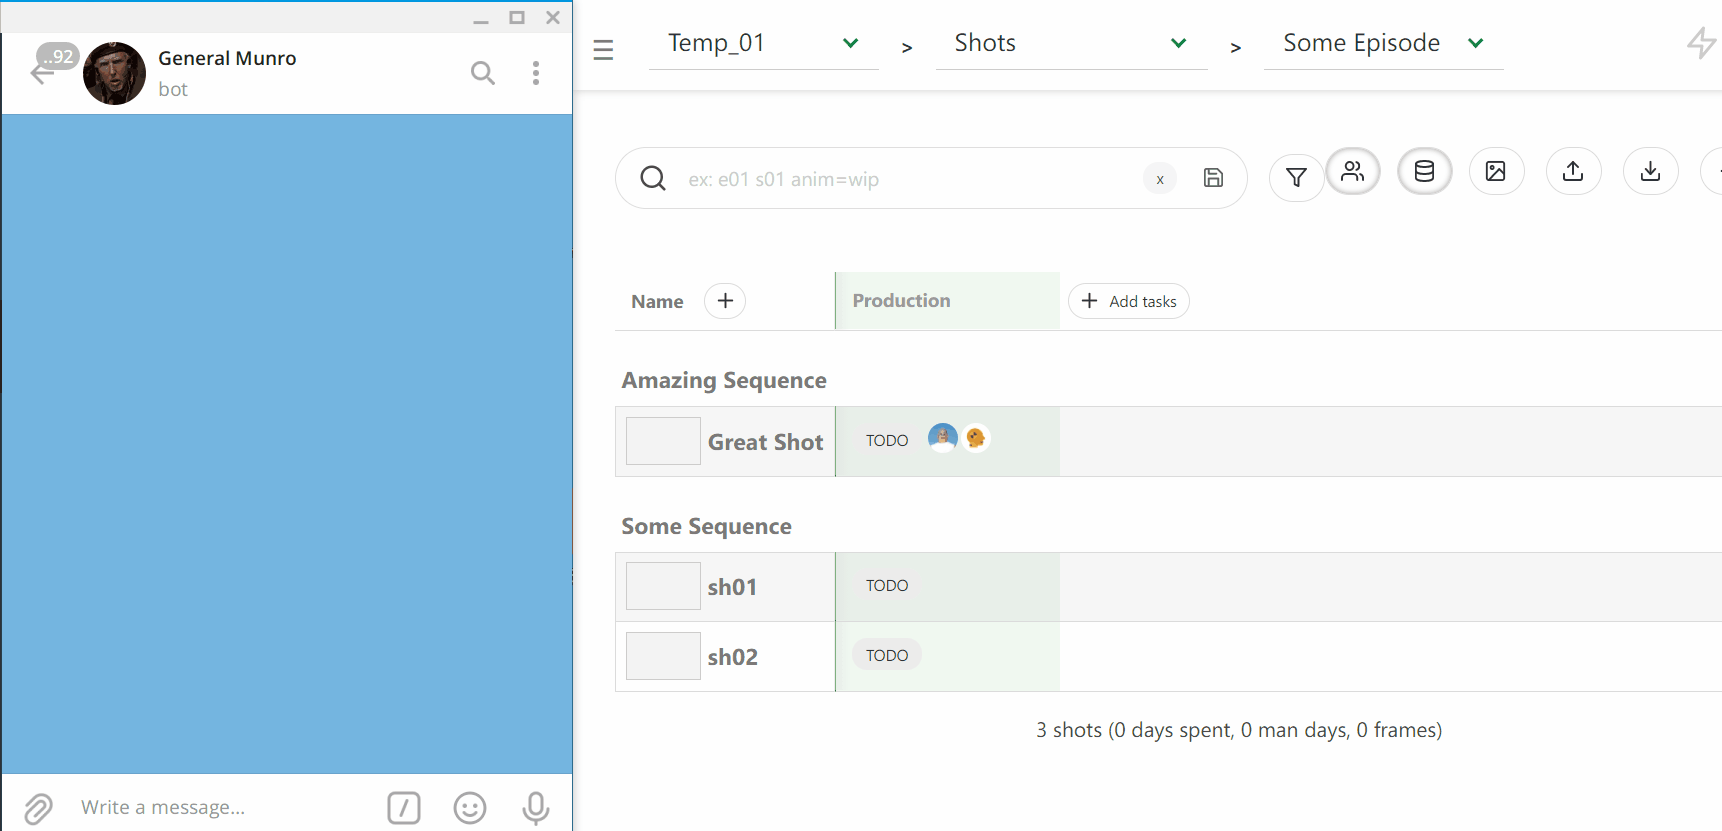 ..92
General Munro
bot
Write a message...
Temp_01 > Shots > Some Episode
ex: e01 s01 anim=wip
x
Name + Production + Add tasks
Amazing Sequence
Great Shot TODO
Some Sequence
sh01 TODO
sh02 TODO
3 shots (0 days spent, 0 man days, 0 frames)